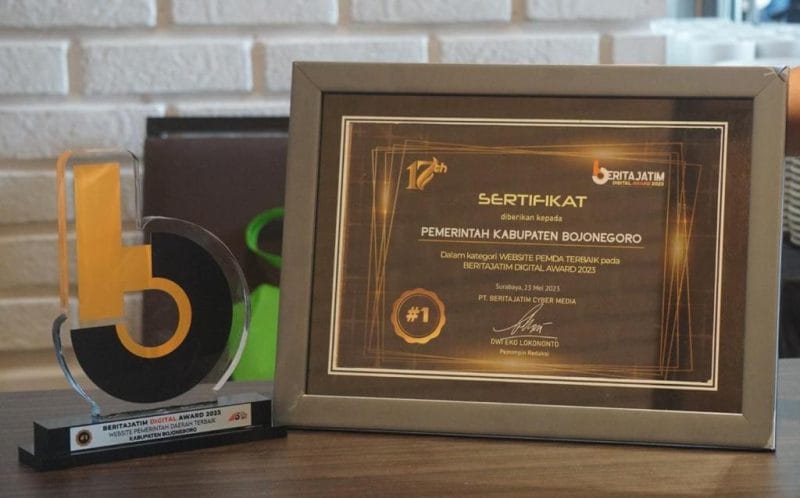 17th
BERITAJATIM
DIGITAL AWARD 2023
SERTIFIKAT
diberikan kepada
PEMERINTAH KABUPATEN BOJONEGORO
Dalam kategori WEBSITE PEMDA TERBAIK pada
BERITAJATIM DIGITAL AWARD 2023
Surabaya, 23 Mei 2023
PT. BERITAJATIM CYBER MEDIA
#1
DWI EKO LOKONONTO
Pemimpin Redaksi
b
BERITAJATIM DIGITAL AWARD 2023
WEBSITE PEMERINTAH DAERAH TERBAIK
KABUPATEN BOJONEGORO